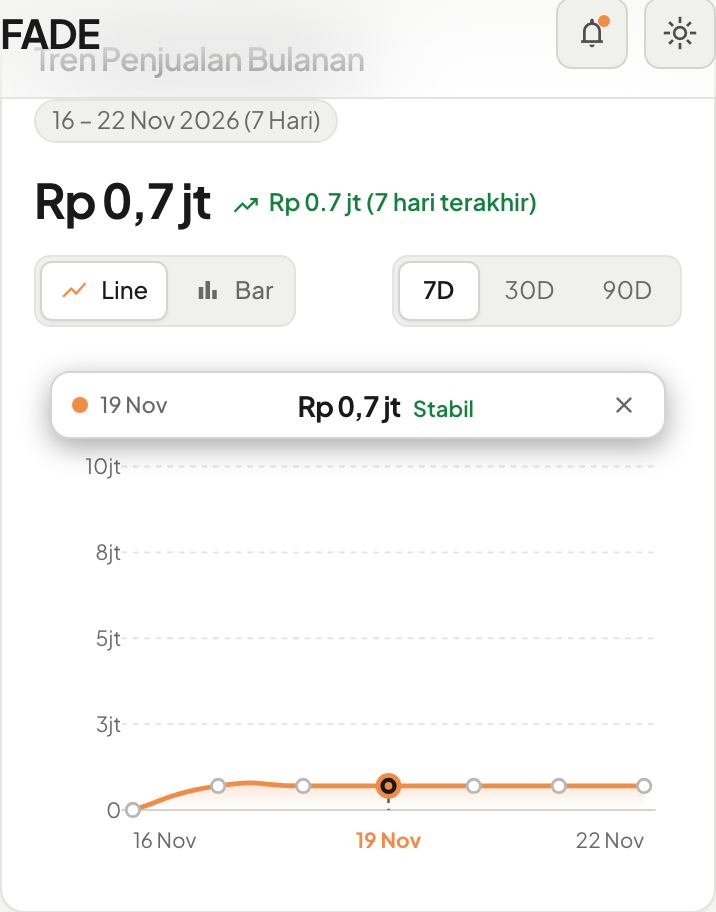 FADE
Tren Penjualan Bulanan
16 – 22 Nov 2026 (7 Hari)
Rp 0,7 jt Rp 0.7 jt (7 hari terakhir)
Line Bar 7D 30D 90D
19 Nov Rp 0,7 jt Stabil
10jt
8jt
5jt
3jt
0
16 Nov 19 Nov 22 Nov